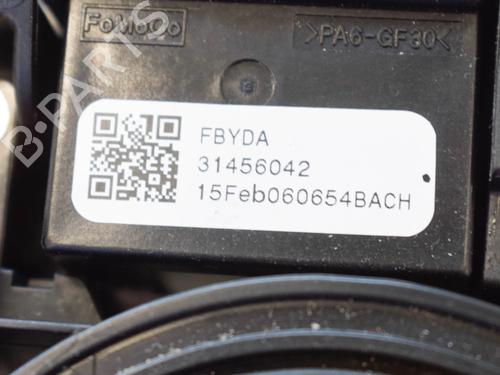 FoMoCo
>PA6-GF30<
B-PARTS
FBYDA
31456042
15Feb060654BACH